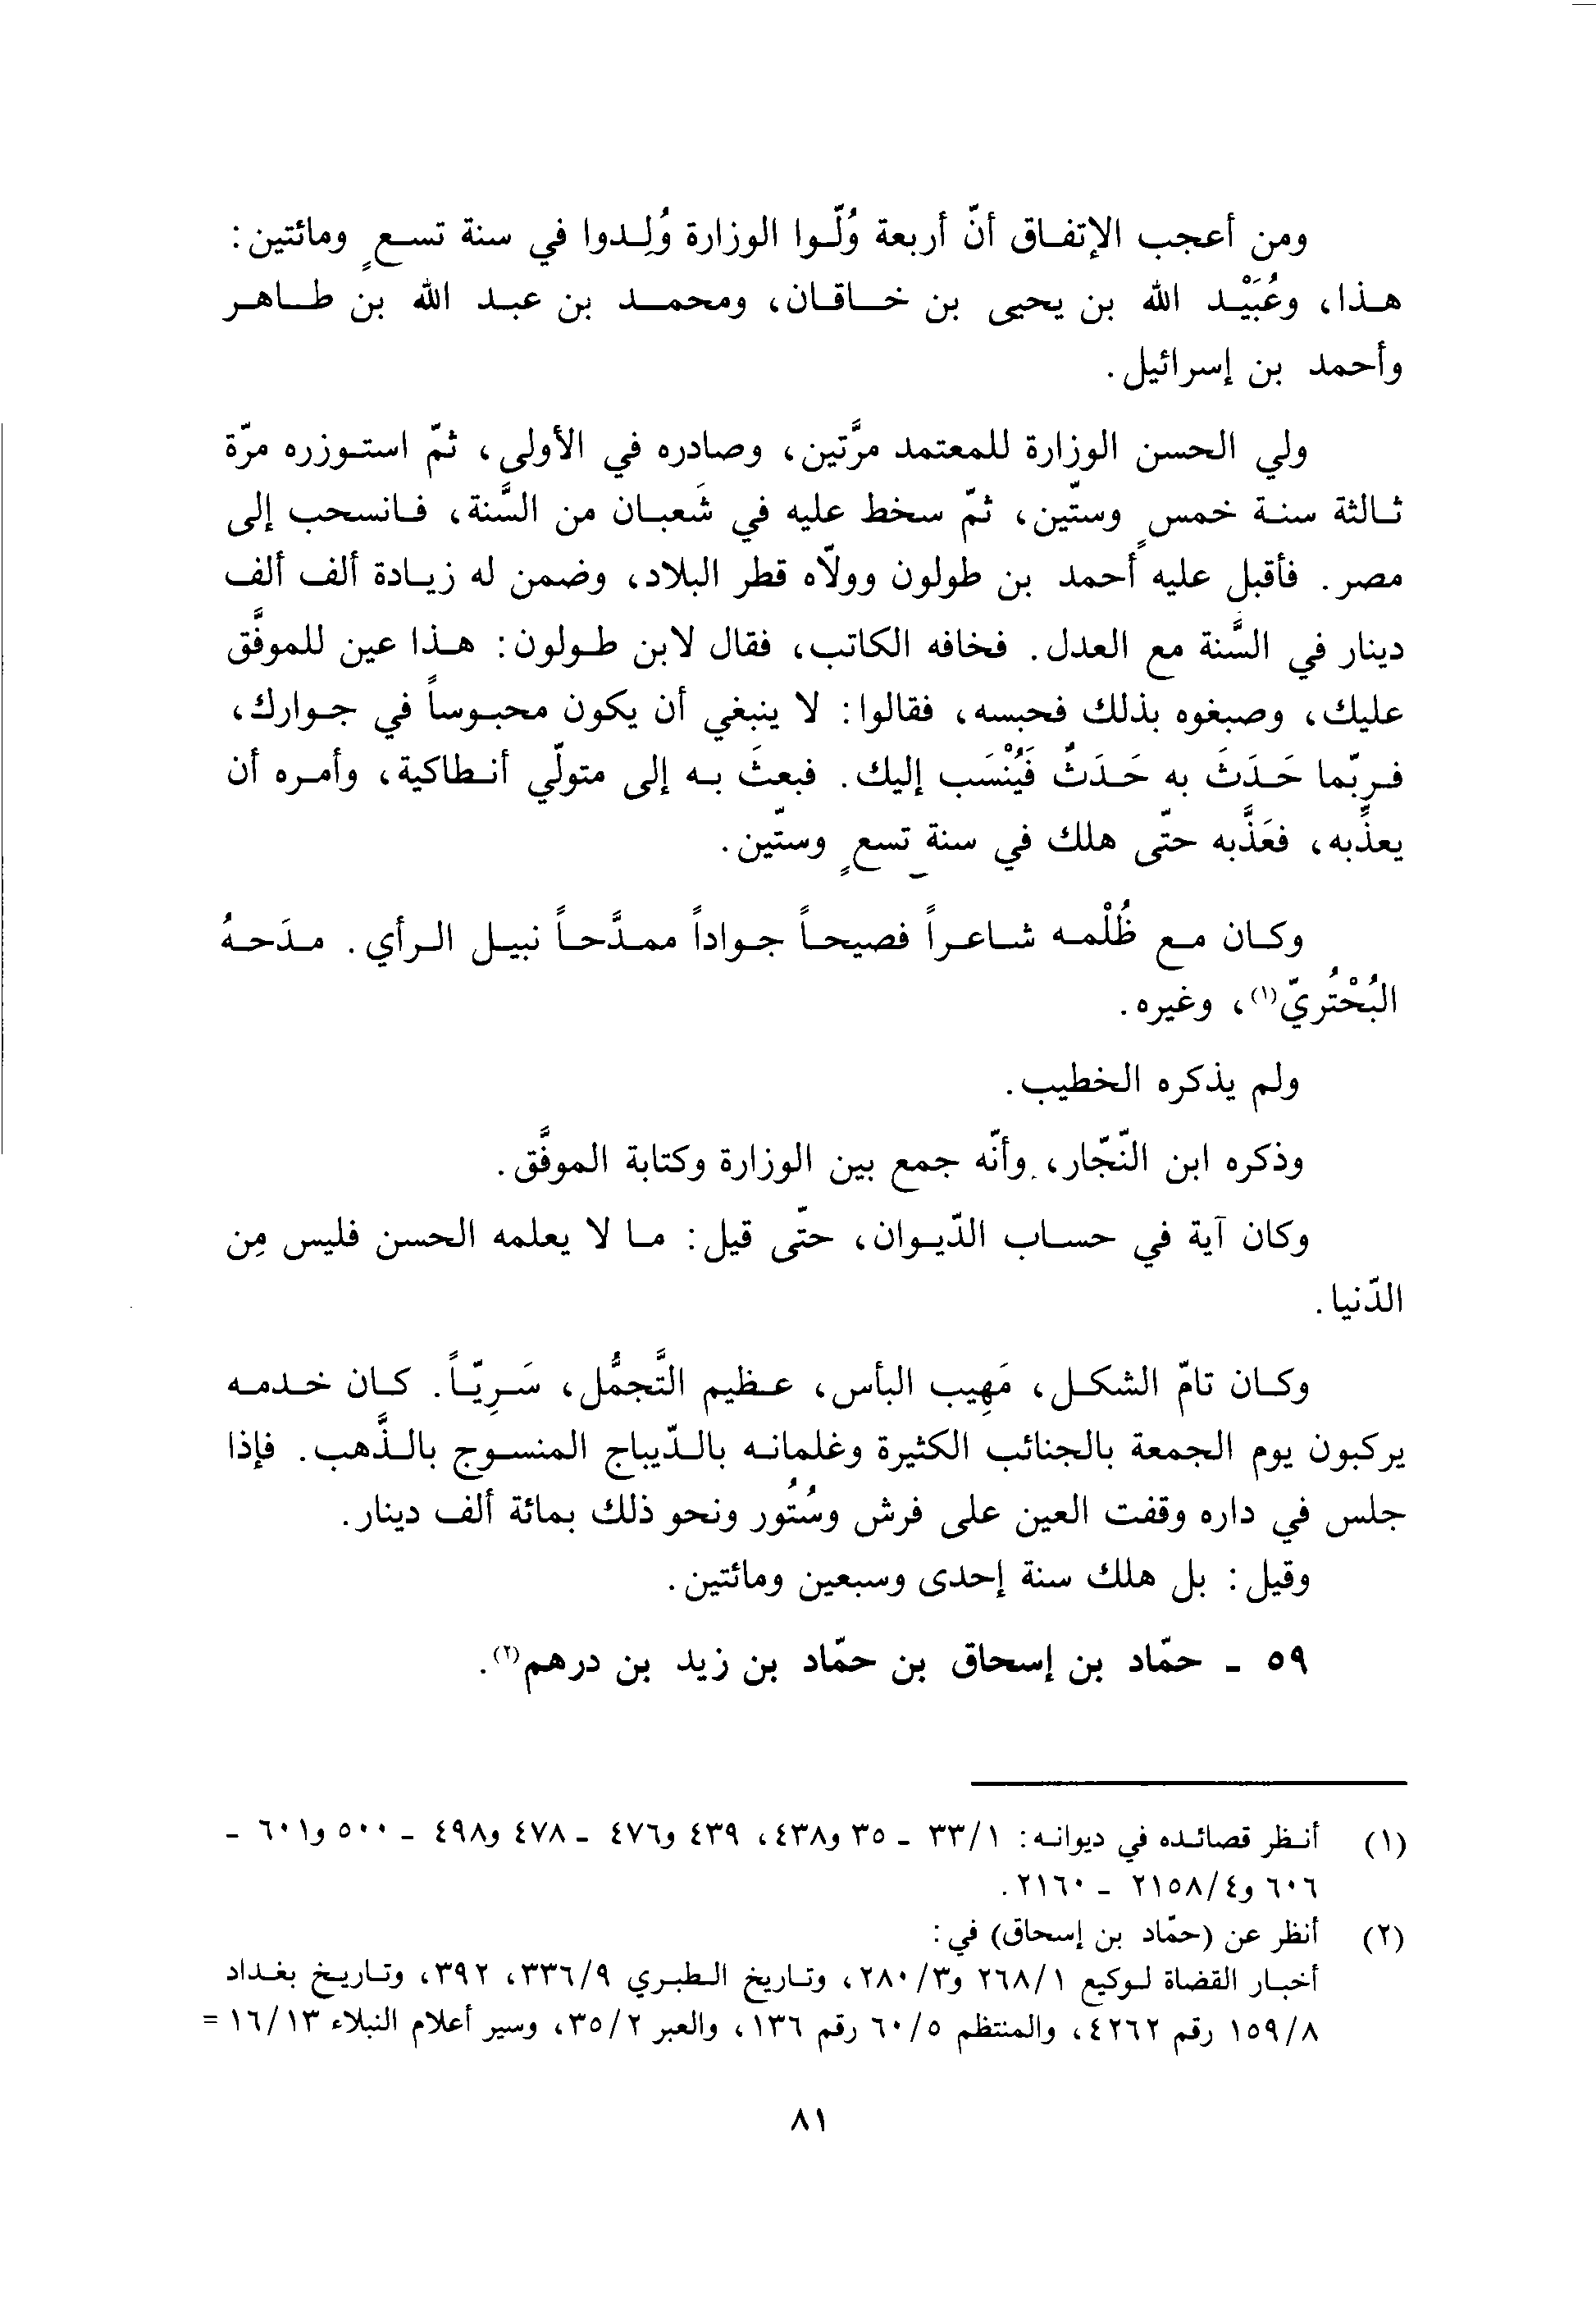 ومن أعجب الإتفاق أنّ أربعة وُلّوا الوزارة وُلِدوا في سنة تسعٍ ومائتين:
هذا، وعُبَيْد الله بن يحيى بن خاقان، ومحمد بن عبد الله بن طاهر
وأحمد بن إسرائيل.
ولي الحسن الوزارة للمعتمد مرَّتين، وصادره في الأولى، ثمّ استوزره مرّة
ثالثة سنة خمسٍ وستّين، ثمّ سخط عليه في شَعبان من السَّنة، فانسحب إلى
مصر. فأقبل عليه أحمد بن طولون وولاّه قطر البلاد، وضمن له زيادة ألف ألف
دينار في السَّنة مع العدل. فخافه الكاتب، فقال لابن طولون: هذا عين للموفَّق
عليك، وصبغوه بذلك فحبسه، فقالوا: لا ينبغي أن يكون محبوساً في جوارك،
فربّما حَدَثَ به حَدَثٌ فَيُنْسَب إليك. فبعثَ به إلى متولّي أنطاكية، وأمره أن
يعذِّبه، فعَذَّبه حتّى هلك في سنة تسعٍ وستّين.
وكان مع ظُلْمه شاعراً فصيحاً جواداً ممدَّحاً نبيل الرأي. مدَحهُ
البُحْتُريّ(١)، وغيره.
ولم يذكره الخطيب.
وذكره ابن النّجّار، وأنّه جمع بين الوزارة وكتابة الموفَّق.
وكان آية في حساب الدّيوان، حتّى قيل: ما لا يعلمه الحسن فليس مِن
الدّنيا.
وكان تامّ الشكل، مَهِيب البأس، عظيم التَّجمُّل، سَرِيّاً. كان خدمه
يركبون يوم الجمعة بالجنائب الكثيرة وغلمانه بالدّيباج المنسوج بالذَّهب. فإذا
جلس في داره وقفت العين على فرش وسُتُور ونحو ذلك بمائة ألف دينار.
وقيل: بل هلك سنة إحدى وسبعين ومائتين.
٥٩ - حمّاد بن إسحاق بن حمّاد بن زيد بن درهم(٢).
(١) أنظر قصائده في ديوانه: ٣٣/١ - ٣٥ و٤٣٨، ٤٣٩ و٤٧٦ - ٤٧٨ و٤٩٨ - ٥٠٠ و٦٠١ -
٦٠٦ و٢١٥٨/٤ - ٢١٦٠.
(٢) أنظر عن (حمّاد بن إسحاق) في:
أخبار القضاة لوكيع ٢٦٨/١ و٢٨٠/٣، وتاريخ الطبري ٣٣٦/٩، ٣٩٢، وتاريخ بغداد
١٥٩/٨ رقم ٤٢٦٢، والمنتظم ٦٠/٥ رقم ١٣٦، والعبر ٣٥/٢، وسير أعلام النبلاء ١٦/١٣ =
٨١